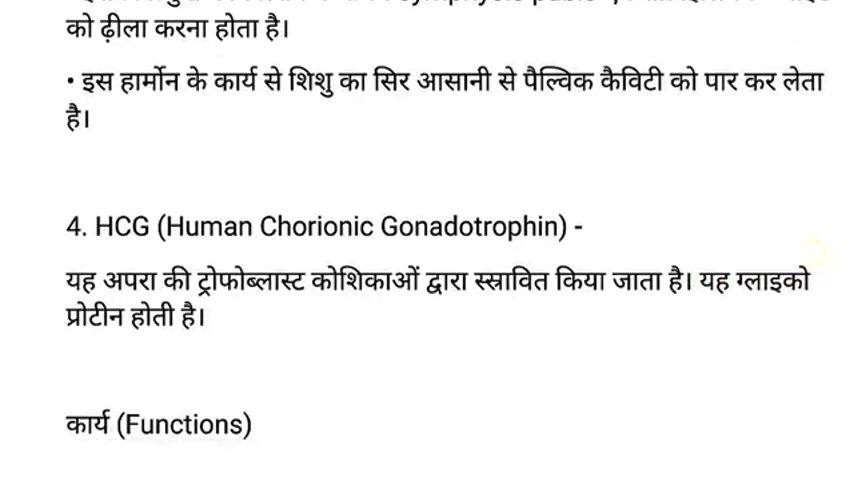 को ढ़ीला करना होता है।
• इस हार्मोन के कार्य से शिशु का सिर आसानी से पैल्विक कैविटी को पार कर लेता
है।
4. HCG (Human Chorionic Gonadotrophin) -
यह अपरा की ट्रोफोब्लास्ट कोशिकाओं द्वारा स्स्रावित किया जाता है। यह ग्लाइको
प्रोटीन होती है।
कार्य (Functions)